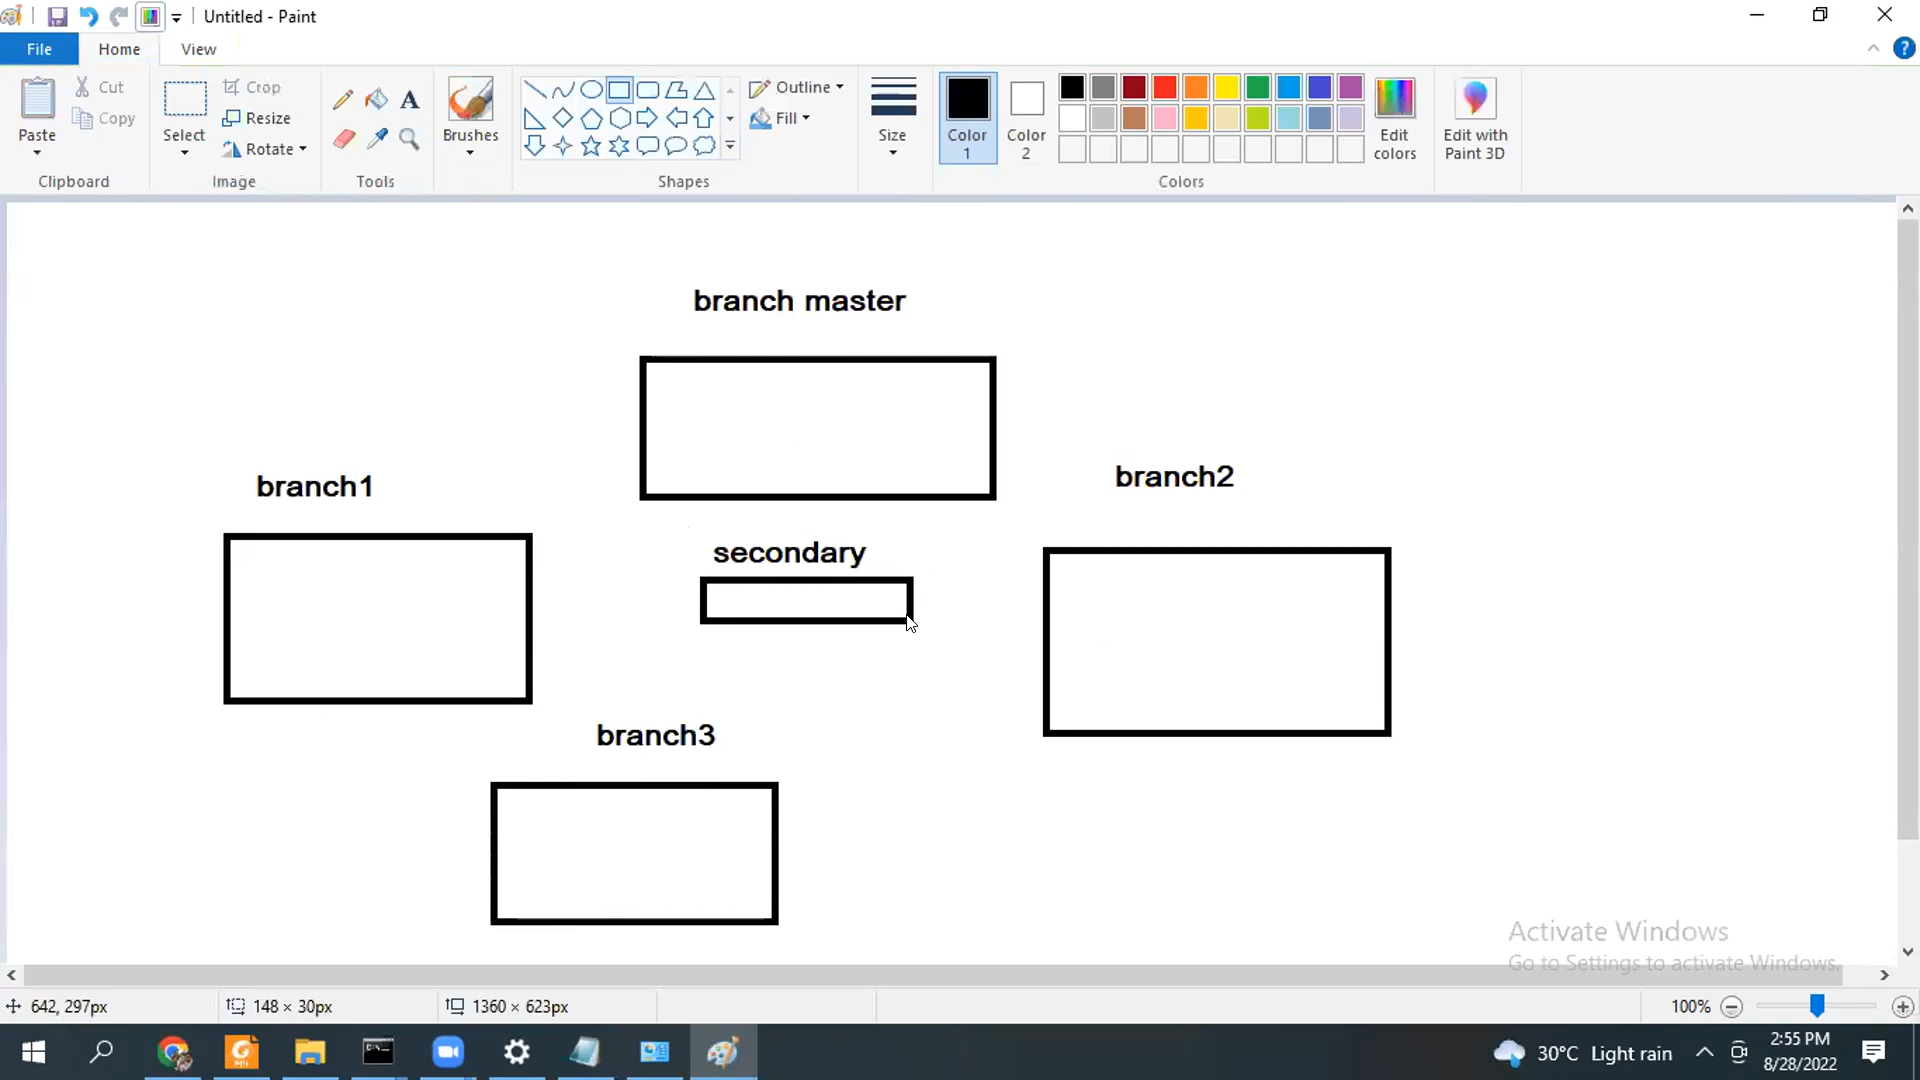 Untitled - Paint
File
Home
View
Paste
Cut
Copy
Clipboard
Select
Crop
Resize
Rotate
Image
A
Tools
Brushes
Shapes
Outline
Fill
Size
Color
1
Color
2
Colors
Edit
colors
Edit with
Paint 3D
?
branch master
branch1
branch2
secondary
branch3
Activate Windows
Go to Settings to activate Windows.
642, 297px
148 × 30px
1360 × 623px
100%
30°C Light rain
2:55 PM
8/28/2022